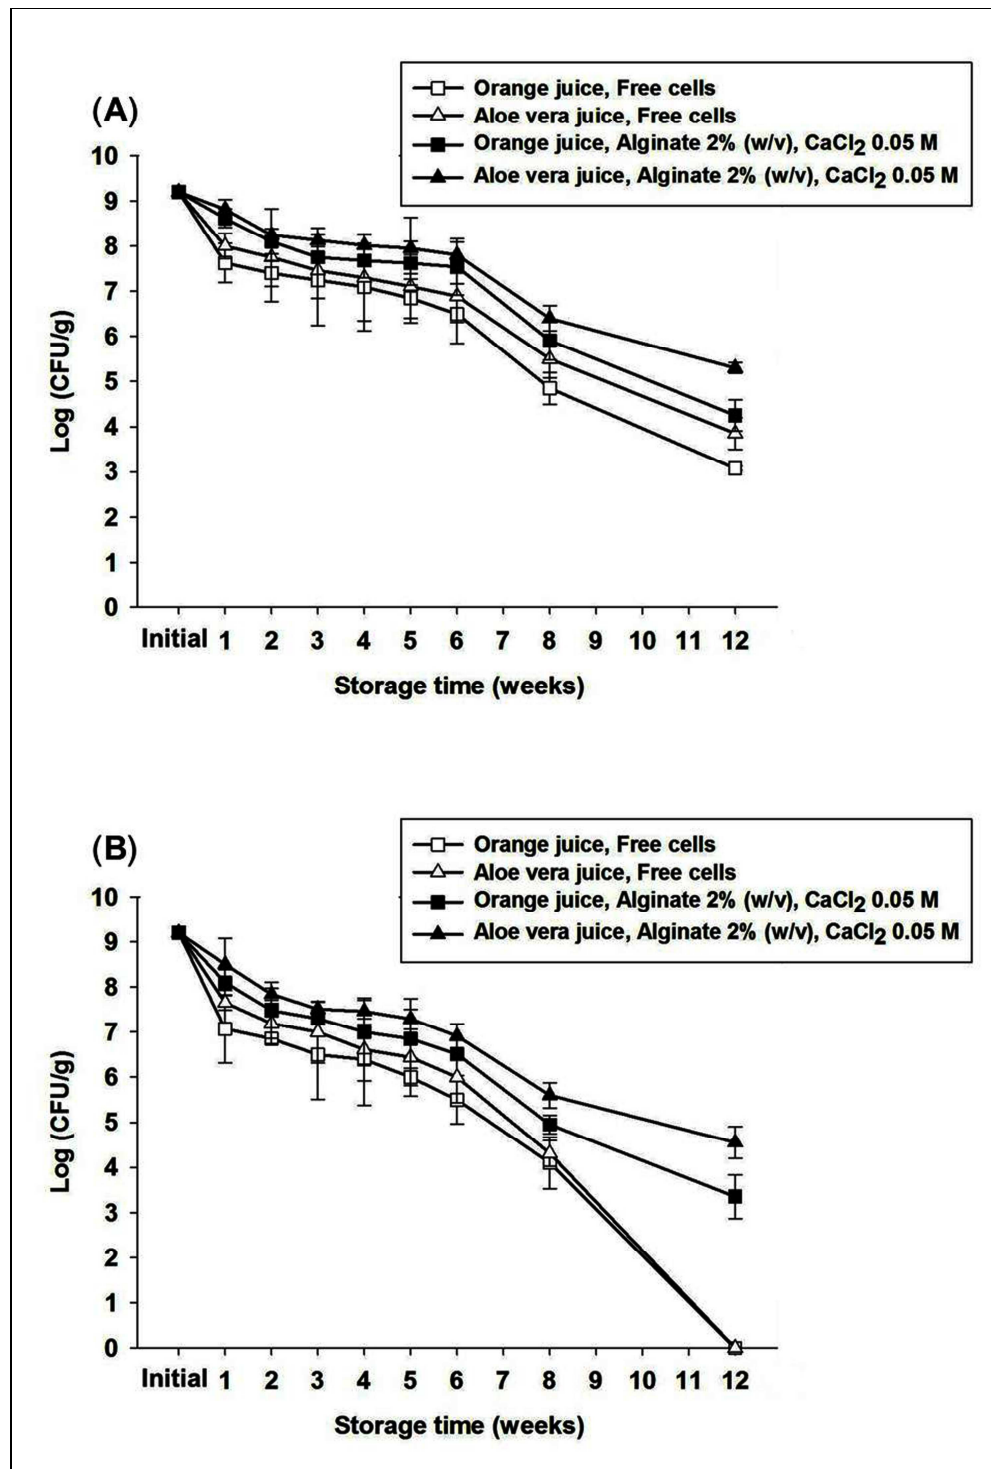 (A)
Orange juice, Free cells
Aloe vera juice, Free cells
Orange juice, Alginate 2% (w/v), CaCl2 0.05 M
Aloe vera juice, Alginate 2% (w/v), CaCl2 0.05 M
10
9
8
7
6
5
4
3
2
1
0
Log (CFU/g)
Initial 1 2 3 4 5 6 7 8 9 10 11 12
Storage time (weeks)
(B)
Orange juice, Free cells
Aloe vera juice, Free cells
Orange juice, Alginate 2% (w/v), CaCl2 0.05 M
Aloe vera juice, Alginate 2% (w/v), CaCl2 0.05 M
10
9
8
7
6
5
4
3
2
1
0
Log (CFU/g)
Initial 1 2 3 4 5 6 7 8 9 10 11 12
Storage time (weeks)